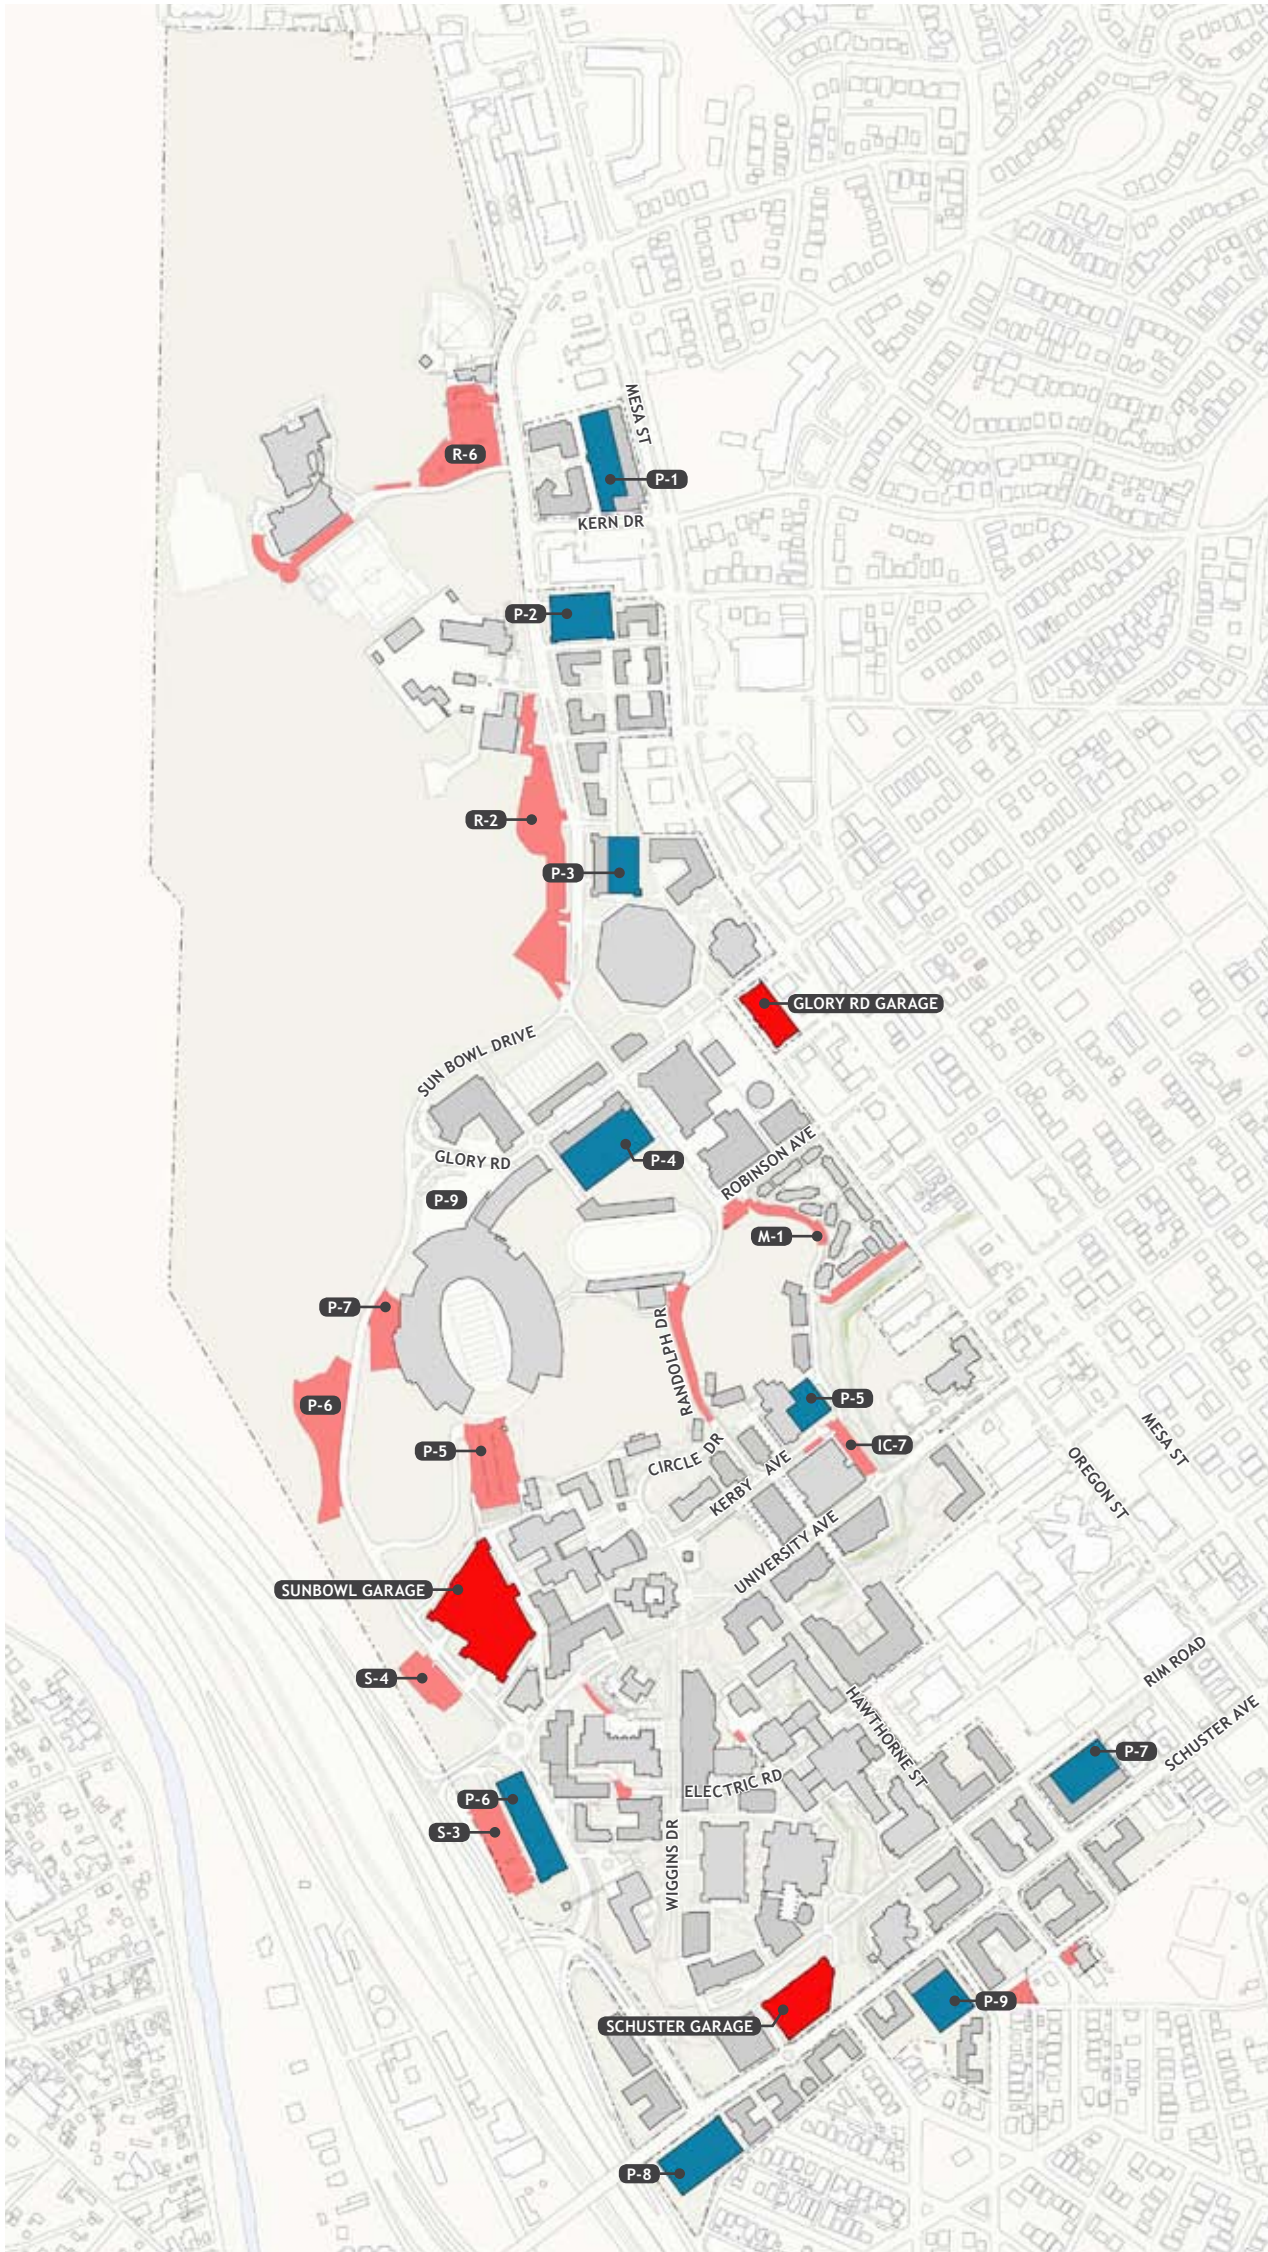 MESA ST
R-6
P-1
KERN DR
P-2
R-2
P-3
GLORY RD GARAGE
SUN BOWL DRIVE
GLORY RD
P-4
ROBINSON AVE
P-9
M-1
P-7
RANDOLPH DR
P-6
P-5
P-5
CIRCLE DR
KERBY AVE
IC-7
MESA ST
OREGON ST
UNIVERSITY AVE
SUNBOWL GARAGE
S-4
RIM ROAD
HAWTHORNE ST
SCHUSTER AVE
P-7
ELECTRIC RD
P-6
S-3
WIGGINS DR
P-9
SCHUSTER GARAGE
P-8